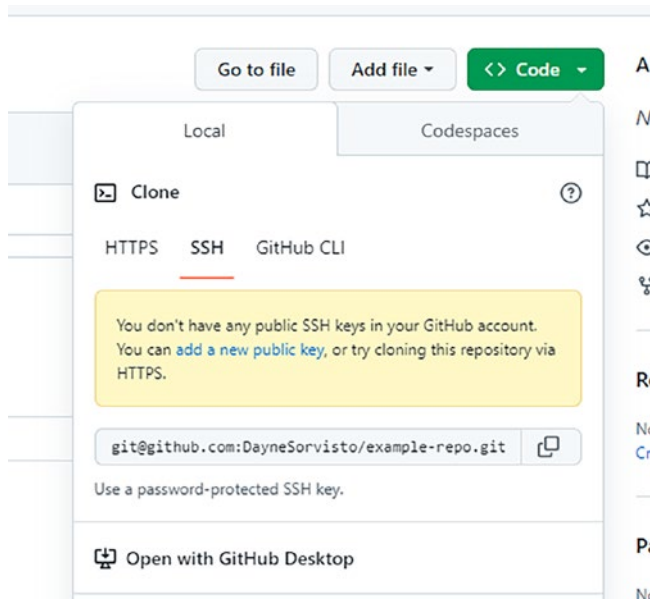 Go to file
Add file
<> Code
Local
Codespaces
Clone
HTTPS
SSH
GitHub CLI
You don't have any public SSH keys in your GitHub account.
You can add a new public key, or try cloning this repository via
HTTPS.
git@github.com:DayneSorvisto/example-repo.git
Use a password-protected SSH key.
Open with GitHub Desktop